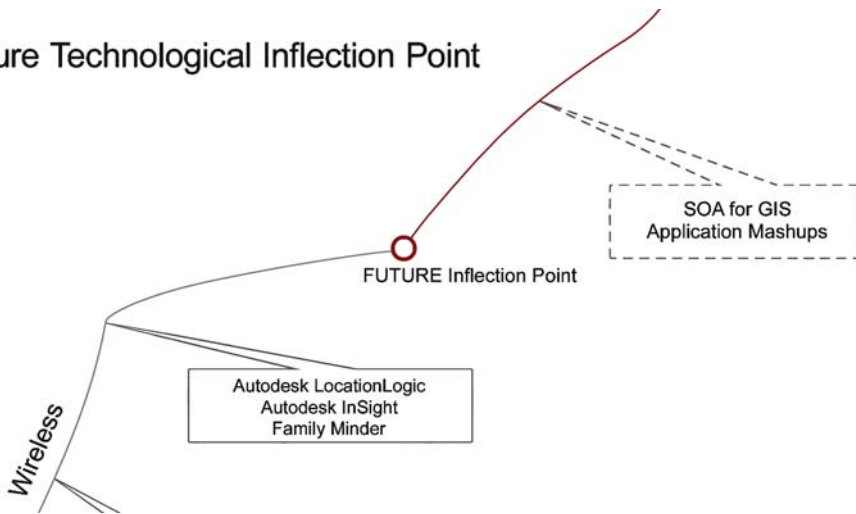 ure Technological Inflection Point
SOA for GIS
Application Mashups
FUTURE Inflection Point
Autodesk LocationLogic
Autodesk InSight
Family Minder
Wireless